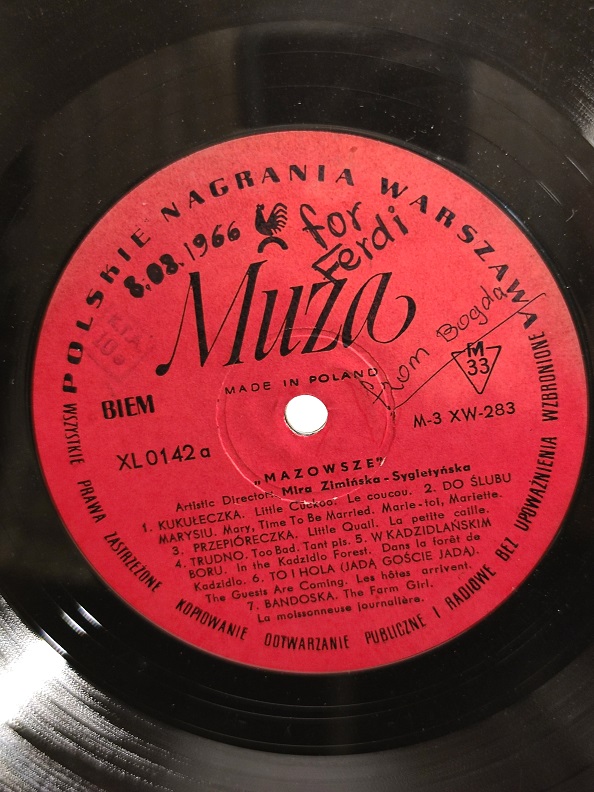 POLSKIE NAGRANIA WARSZAWA
8.08.1966
for
Ferdi
Muza
from Bogda
MADE IN POLAND
M
33
BIEM
M-3 XW-283
XL 0142 a
"MAZOWSZE"
Artistic Director: Mira Zimińska-Sygietyńska
1. KUKUŁECZKA. Little Cuckoo. Le coucou. 2. DO ŚLUBU
MARYSIU. Mary, Time To Be Married. Marie-toi, Mariette.
3. PRZEPIÓRECZKA. Little Quail. La petite caille.
4. TRUDNO. Too Bad. Tant pis. 5. W KADZIDLAŃSKIM
BORU. In the Kadzidlo Forest. Dans la forêt de
Kadzidlo. 6. TO I HOLA (JADĄ GOŚCIE JADĄ).
The Guests are Coming. Les hôtes arrivent.
7. BANDOSKA. The Farm Girl.
La moissonneuse journalière.
WSZYSTKIE PRAWA ZASTRZEŻONE KOPIOWANIE ODTWARZANIE PUBLICZNE I RADIOWE BEZ UPOWAŻNIENIA WZBRONIONE